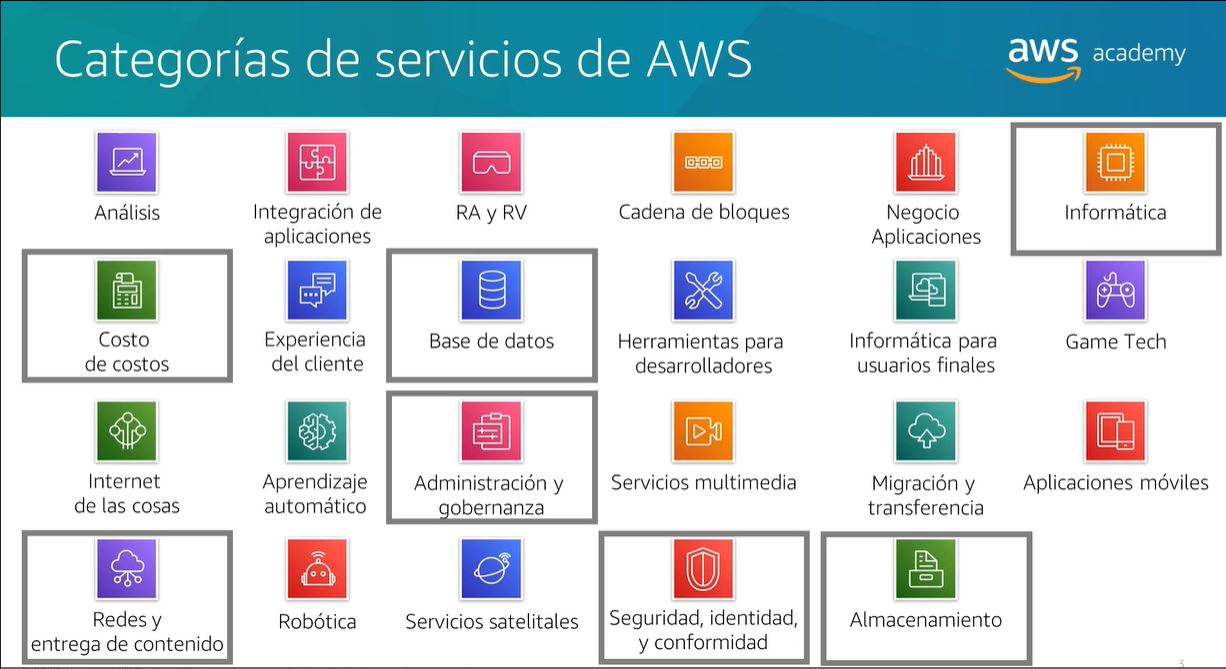 Categorías de servicios de AWS
aws academy
Análisis
Integración de
aplicaciones
RA y RV
Cadena de bloques
Negocio
Aplicaciones
Informática
Costo
de costos
Experiencia
del cliente
Base de datos
Herramientas para
desarrolladores
Informática para
usuarios finales
Game Tech
Internet
de las cosas
Aprendizaje
automático
Administración y
gobernanza
Servicios multimedia
Migración y
transferencia
Aplicaciones móviles
Redes y
entrega de contenido
Robótica
Servicios satelitales
Seguridad, identidad,
y conformidad
Almacenamiento
3